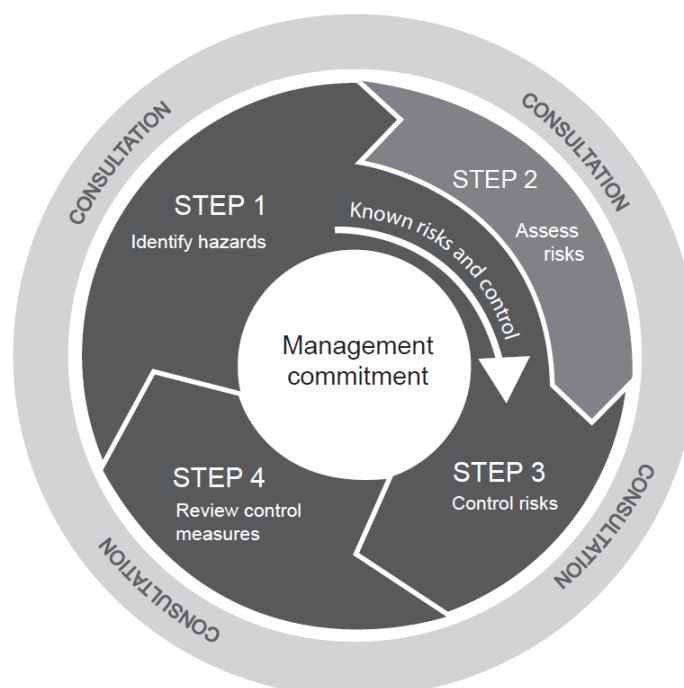 CONSULTATION
CONSULTATION
STEP 1
Identify hazards
STEP 2
Assess
risks
Known risks and control
Management
commitment
STEP 4
Review control
measures
STEP 3
Control risks
CONSULTATION
CONSULTATION